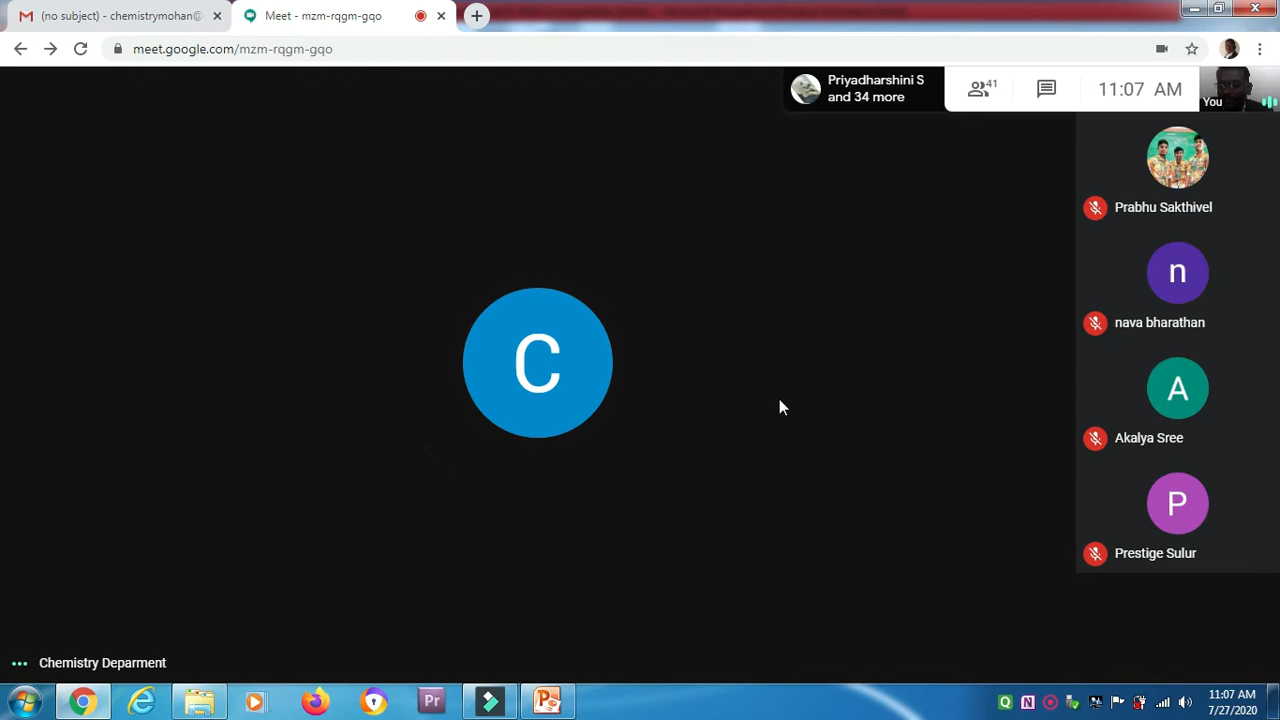 (no subject) - chemistrymohan@
Meet - mzm-rqgm-gqo
meet.google.com/mzm-rqgm-gqo
Priyadharshini S
and 34 more
41
11:07 AM
You
Prabhu Sakthivel
n
nava bharathan
A
Akalya Sree
P
Prestige Sulur
C
Chemistry Deparment
Pr
Q
N
11:07 AM
7/27/2020